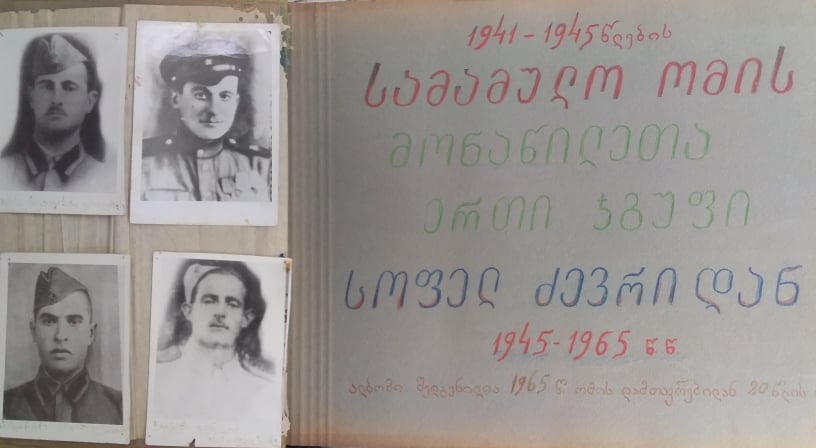 1941-1945 წლების
სამამულო ომის
მონაწილეთა
ერთი ჯგუფი
სოფელ ძევრიდან
1945-1965 წ.წ.
ალბომი შედგენილია 1965 წ. ომის დამთავრებიდან 20 წლის